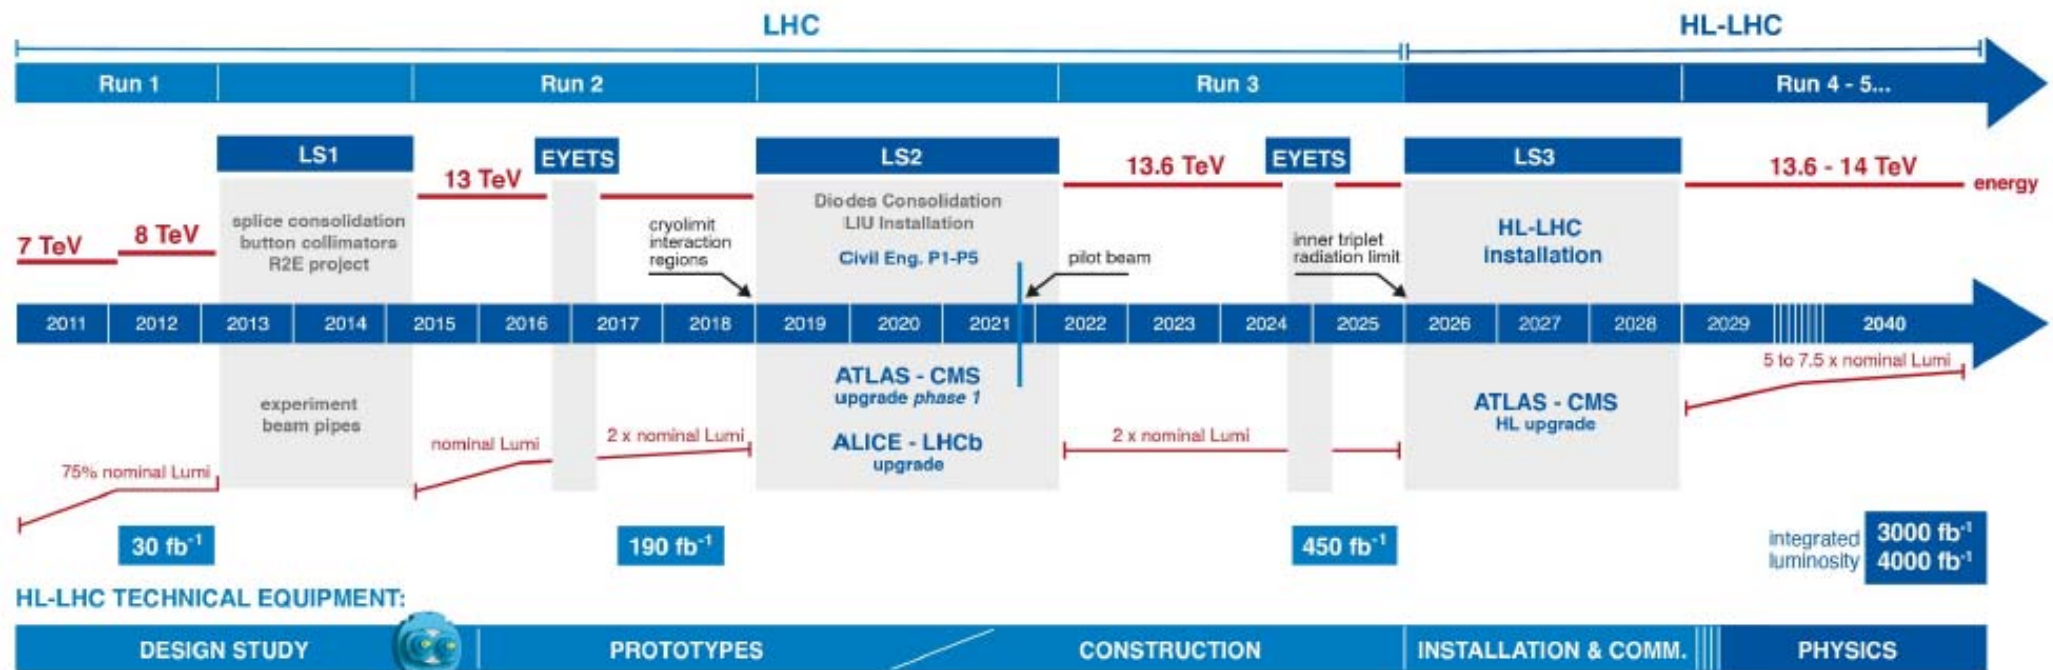 LHC
HL-LHC
Run 1
Run 2
Run 3
Run 4 - 5...
LS1
EYETS
LS2
EYETS
LS3
13 TeV
13.6 TeV
13.6 - 14 TeV
energy
7 TeV
8 TeV
splice consolidation
button collimators
R2E project
cryolimit
interaction
regions
Diodes Consolidation
LIU Installation
Civil Eng. P1-P5
pilot beam
inner triplet
radiation limit
HL-LHC
installation
2011
2012
2013
2014
2015
2016
2017
2018
2019
2020
2021
2022
2023
2024
2025
2026
2027
2028
2029
2040
5 to 7.5 x nominal Lumi
experiment
beam pipes
ATLAS - CMS
upgrade phase 1
ALICE - LHCb
upgrade
ATLAS - CMS
HL upgrade
75% nominal Lumi
nominal Lumi
2 x nominal Lumi
2 x nominal Lumi
30 fb⁻¹
190 fb⁻¹
450 fb⁻¹
integrated
luminosity
3000 fb⁻¹
4000 fb⁻¹
HL-LHC TECHNICAL EQUIPMENT:
DESIGN STUDY
PROTOTYPES
CONSTRUCTION
INSTALLATION & COMM.
PHYSICS